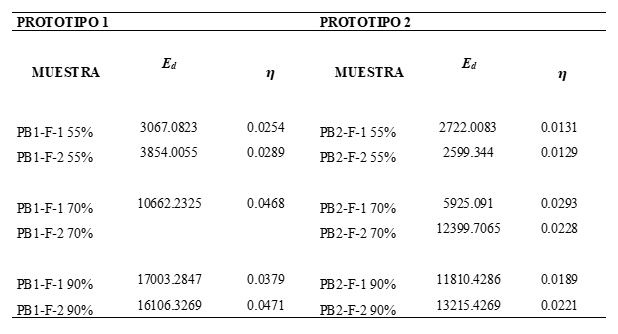 PROTOTIPO 1 PROTOTIPO 2
MUESTRA Ed η MUESTRA Ed η
PB1-F-1 55% 3067.0823 0.0254 PB2-F-1 55% 2722.0083 0.0131
PB1-F-2 55% 3854.0055 0.0289 PB2-F-2 55% 2599.344 0.0129
PB1-F-1 70% 10662.2325 0.0468 PB2-F-1 70% 5925.091 0.0293
PB1-F-2 70% PB2-F-2 70% 12399.7065 0.0228
PB1-F-1 90% 17003.2847 0.0379 PB2-F-1 90% 11810.4286 0.0189
PB1-F-2 90% 16106.3269 0.0471 PB2-F-2 90% 13215.4269 0.0221